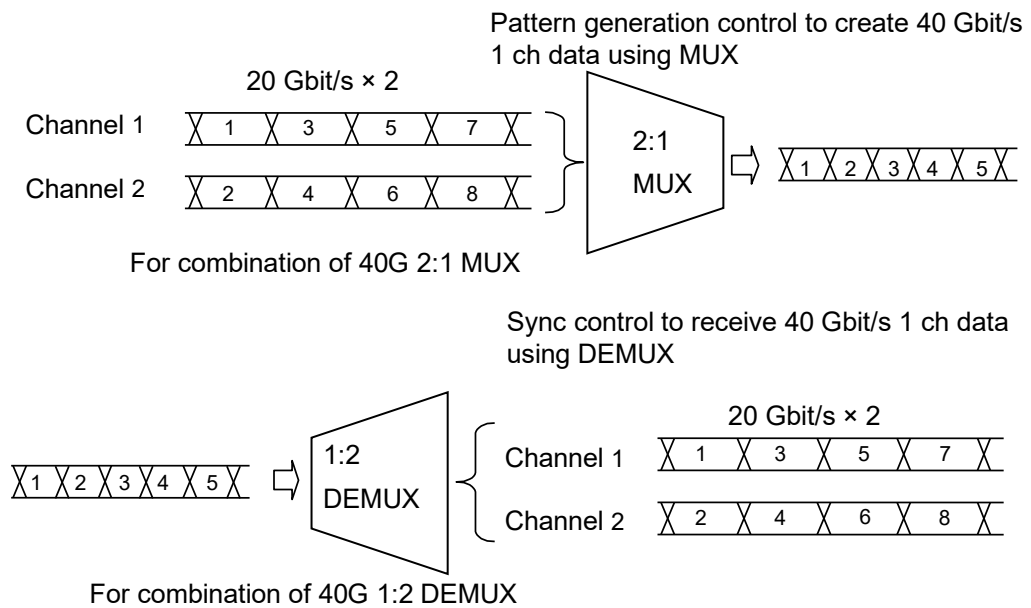 Pattern generation control to create 40 Gbit/s
1 ch data using MUX
20 Gbit/s × 2
Channel 1
1 3 5 7
Channel 2
2 4 6 8
2:1
MUX
1 2 3 4 5
For combination of 40G 2:1 MUX
Sync control to receive 40 Gbit/s 1 ch data
using DEMUX
1 2 3 4 5
1:2
DEMUX
20 Gbit/s × 2
Channel 1
1 3 5 7
Channel 2
2 4 6 8
For combination of 40G 1:2 DEMUX